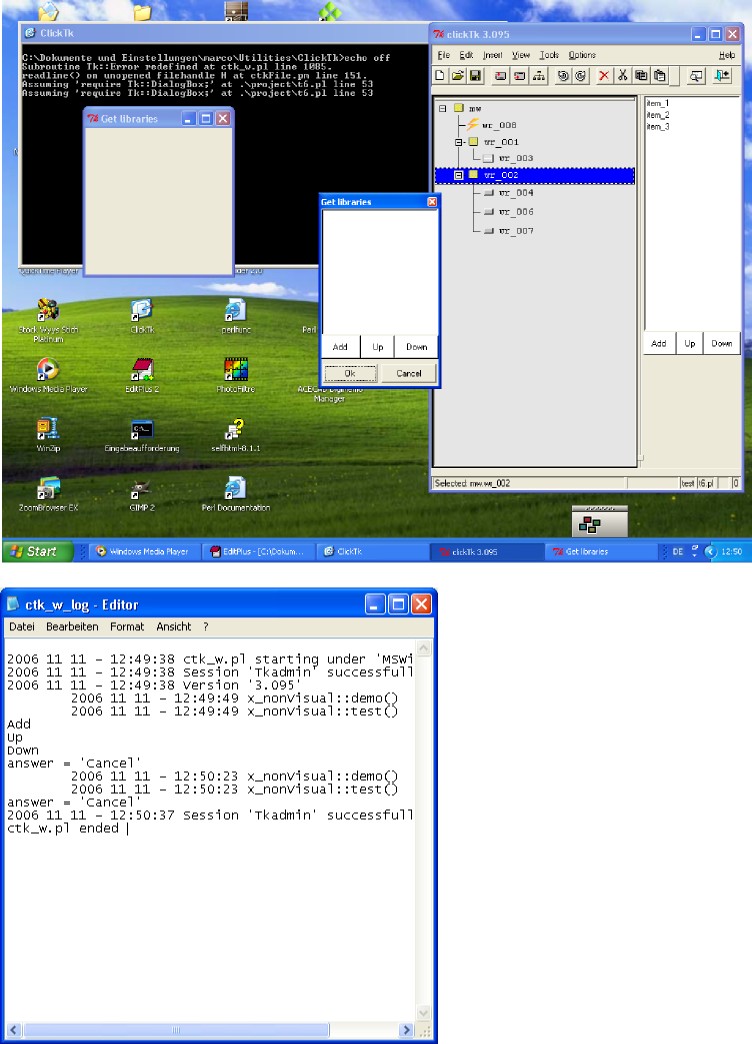 ClickTk
C:\Dokumente und Einstellungen\marco\Utilities\ClickTk>echo off
Subroutine Tk::Error redefined at ctk_w.pl line 1085.
readline() on unopened filehandle H at ctkFile.pm line 151.
Assuming 'require Tk::DialogBox;' at .\project\t6.pl line 53
Assuming 'require Tk::DialogBox;' at .\project\t6.pl line 53
Get libraries
clickTk 3.095
File Edit Insert View Tools Options Help
mw
wr_008
wr_001
wr_003
wr_002
wr_004
wr_006
wr_007
item_1
item_2
item_3
Add Up Down
Selected: mw.wr_002 test t6.pl 0
Get libraries
Add Up Down
Ok Cancel
QuickTime Player
Platinum
ClickTk
perlfunc
Perl
Windows Media Player
EditPlus 2
PhotoFiltre
Manager
WinZip
Eingabeaufforderung
selfhtml-8.1.1
ZoomBrowser EX
GIMP 2
Perl Documentation
Start Windows Media Player EditPlus - [C:\Dokum... ClickTk clickTk 3.095 Get libraries DE 12:50
ctk_w_log - Editor
Datei Bearbeiten Format Ansicht ?
2006 11 11 - 12:49:38 ctk_w.pl starting under 'MSWi
2006 11 11 - 12:49:38 Session 'Tkadmin' successfull
2006 11 11 - 12:49:38 Version '3.095'
2006 11 11 - 12:49:49 x_nonVisual::demo()
2006 11 11 - 12:49:49 x_nonVisual::test()
Add
Up
Down
answer = 'Cancel'
2006 11 11 - 12:50:23 x_nonVisual::demo()
2006 11 11 - 12:50:23 x_nonVisual::test()
answer = 'Cancel'
2006 11 11 - 12:50:37 Session 'Tkadmin' successfull
ctk_w.pl ended